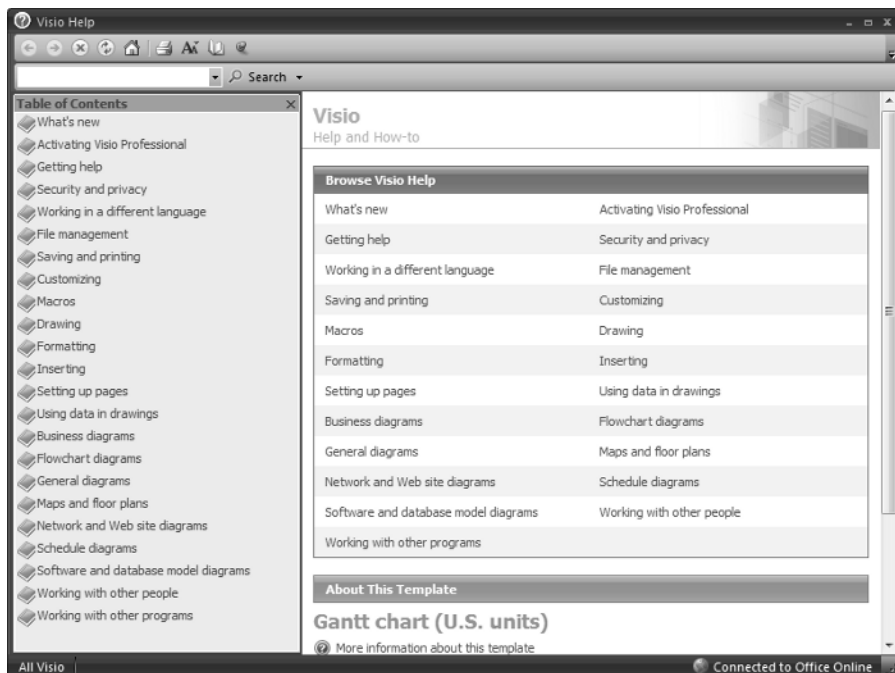 Visio Help
Search
Table of Contents
What's new
Activating Visio Professional
Getting help
Security and privacy
Working in a different language
File management
Saving and printing
Customizing
Macros
Drawing
Formatting
Inserting
Setting up pages
Using data in drawings
Business diagrams
Flowchart diagrams
General diagrams
Maps and floor plans
Network and Web site diagrams
Schedule diagrams
Software and database model diagrams
Working with other people
Working with other programs
Visio
Help and How-to
Browse Visio Help
What's new Activating Visio Professional
Getting help Security and privacy
Working in a different language File management
Saving and printing Customizing
Macros Drawing
Formatting Inserting
Setting up pages Using data in drawings
Business diagrams Flowchart diagrams
General diagrams Maps and floor plans
Network and Web site diagrams Schedule diagrams
Software and database model diagrams Working with other people
Working with other programs
About This Template
Gantt chart (U.S. units)
More information about this template
All Visio Connected to Office Online